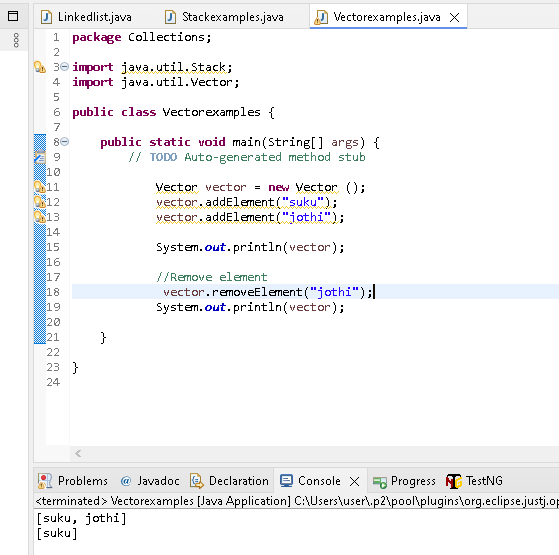 Linkedlist.java Stackexamples.java Vectorexamples.java
1 package Collections;
2
3 import java.util.Stack;
4 import java.util.Vector;
5
6 public class Vectorexamples {
7
8 public static void main(String[] args) {
9 // TODO Auto-generated method stub
10
11 Vector vector = new Vector ();
12 vector.addElement("suku");
13 vector.addElement("jothi");
14
15 System.out.println(vector);
16
17 //Remove element
18 vector.removeElement("jothi");
19 System.out.println(vector);
20
21 }
22
23 }
24
Problems @ Javadoc Declaration Console Progress TestNG
<terminated> Vectorexamples [Java Application] C:\Users\user\.p2\pool\plugins\org.eclipse.justj.op
[suku, jothi]
[suku]